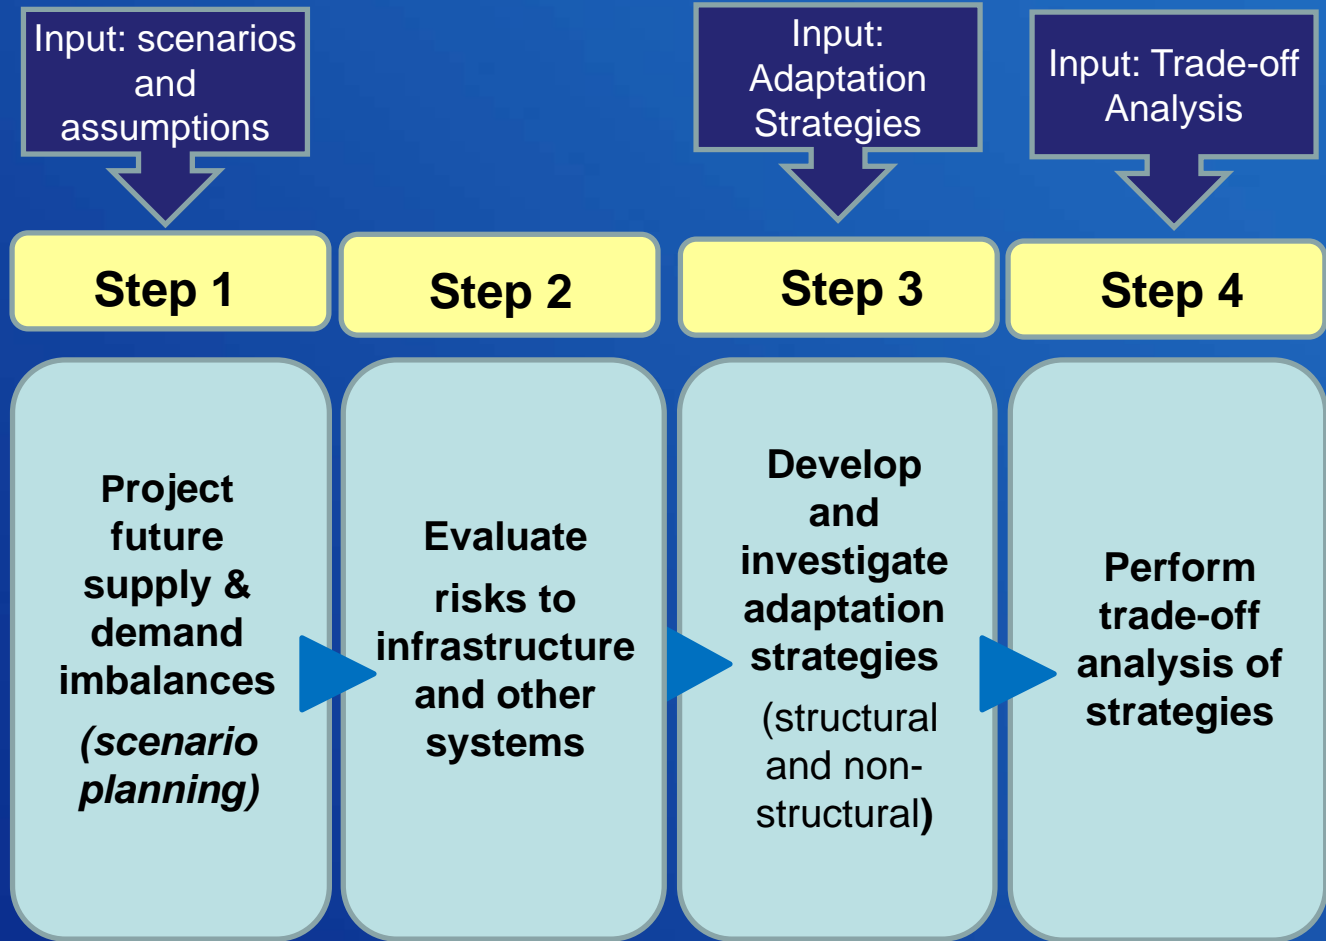 Input: scenarios
and
assumptions
Input:
Adaptation
Strategies
Input: Trade-off
Analysis
Step 1
Step 2
Step 3
Step 4
Project
future
supply &
demand
imbalances
(scenario
planning)
Evaluate
risks to
infrastructure
and other
systems
Develop
and
investigate
adaptation
strategies
(structural
and non-
structural)
Perform
trade-off
analysis of
strategies